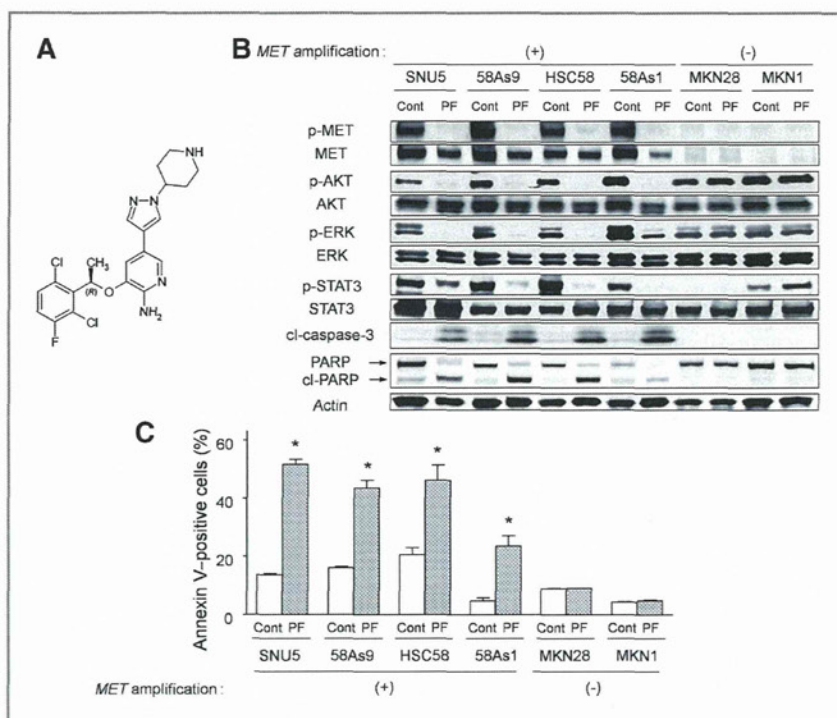 A
NH
N
N
Cl
CH₃
(R)
O
N
Cl
NH₂
F
B
MET amplification : (+) (-)
SNU5 58As9 HSC58 58As1 MKN28 MKN1
Cont PF Cont PF Cont PF Cont PF Cont PF Cont PF
p-MET
MET
p-AKT
AKT
p-ERK
ERK
p-STAT3
STAT3
cl-caspase-3
PARP
cl-PARP
Actin
C
Annexin V–positive cells (%)
60
40
20
0
* * * *
Cont PF Cont PF Cont PF Cont PF Cont PF Cont PF
SNU5 58As9 HSC58 58As1 MKN28 MKN1
MET amplification : (+) (-)